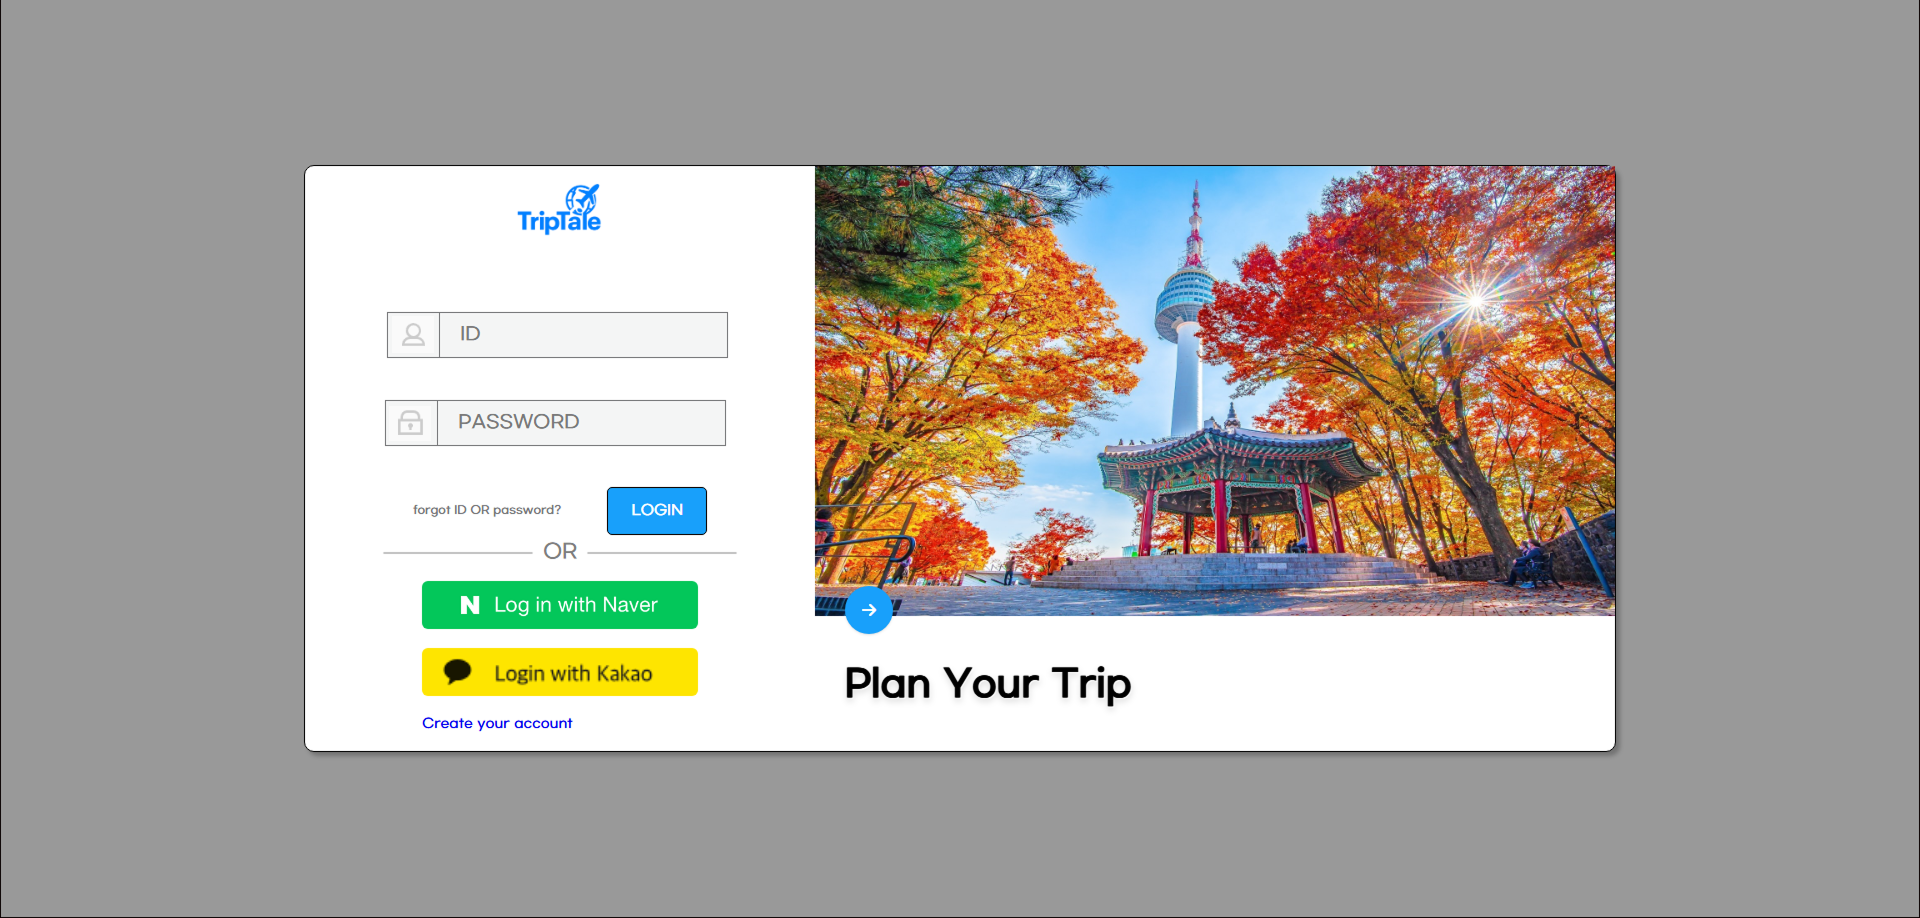 TripTale
ID
PASSWORD
forgot ID OR password?
LOGIN
OR
N Log in with Naver
Login with Kakao
Create your account
Plan Your Trip